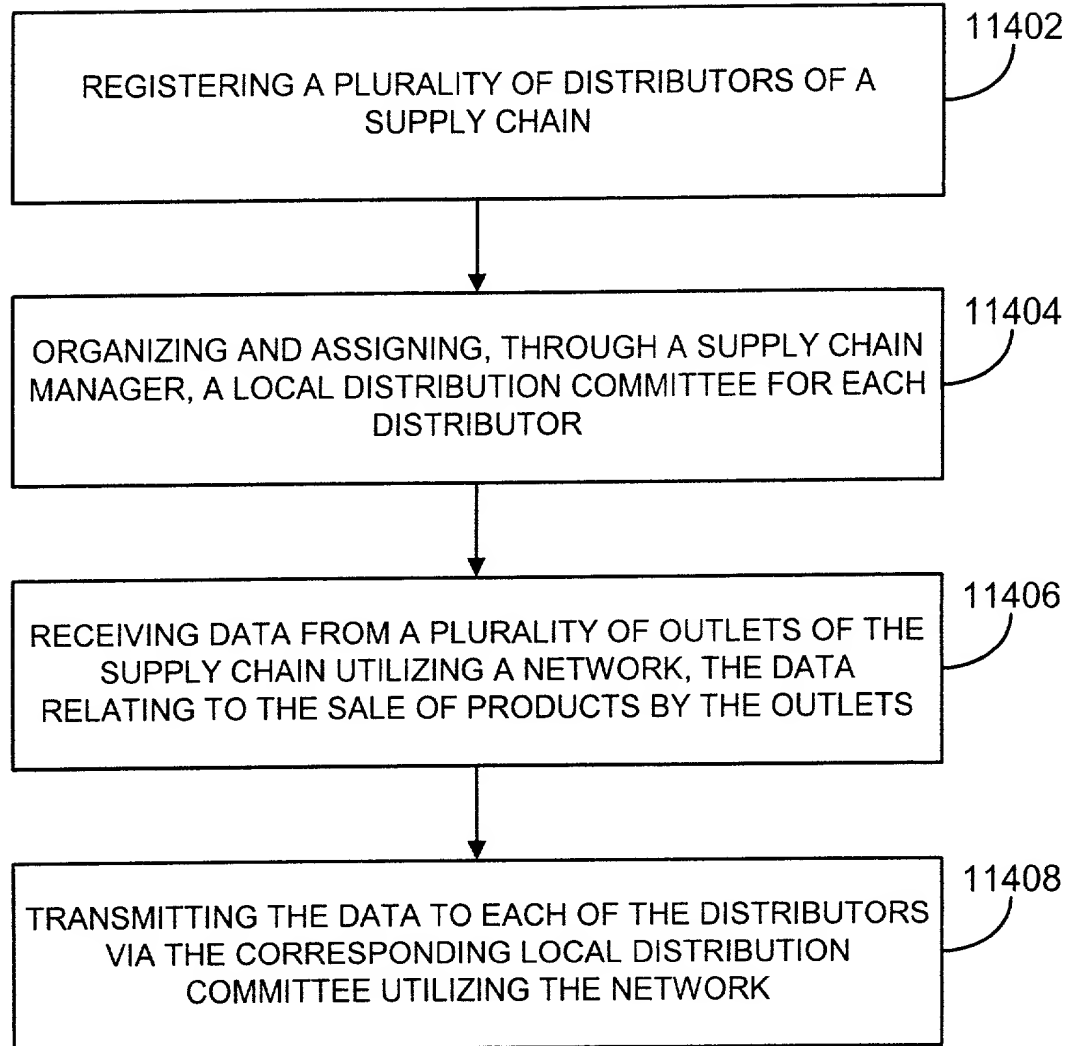 11402
REGISTERING A PLURALITY OF DISTRIBUTORS OF A
SUPPLY CHAIN
11404
ORGANIZING AND ASSIGNING, THROUGH A SUPPLY CHAIN
MANAGER, A LOCAL DISTRIBUTION COMMITTEE FOR EACH
DISTRIBUTOR
11406
RECEIVING DATA FROM A PLURALITY OF OUTLETS OF THE
SUPPLY CHAIN UTILIZING A NETWORK, THE DATA
RELATING TO THE SALE OF PRODUCTS BY THE OUTLETS
11408
TRANSMITTING THE DATA TO EACH OF THE DISTRIBUTORS
VIA THE CORRESPONDING LOCAL DISTRIBUTION
COMMITTEE UTILIZING THE NETWORK